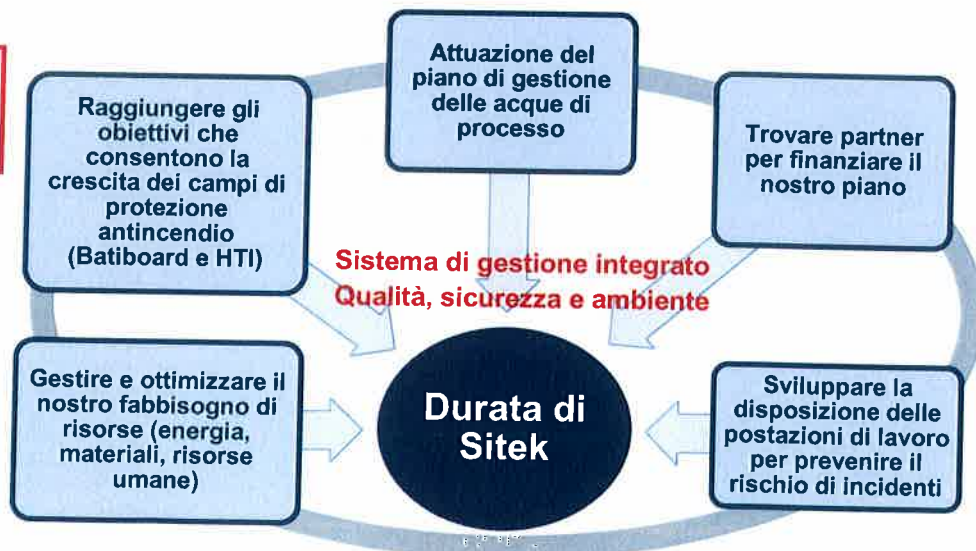 Attuazione del
piano di gestione
delle acque di
processo
Raggiungere gli
obiettivi che
consentono la
crescita dei campi di
protezione
antincendio
(Batiboard e HTI)
Trovare partner
per finanziare il
nostro piano
Sistema di gestione integrato
Qualità, sicurezza e ambiente
Gestire e ottimizzare il
nostro fabbisogno di
risorse (energia,
materiali, risorse
umane)
Durata di
Sitek
Sviluppare la
disposizione delle
postazioni di lavoro
per prevenire il
rischio di incidenti